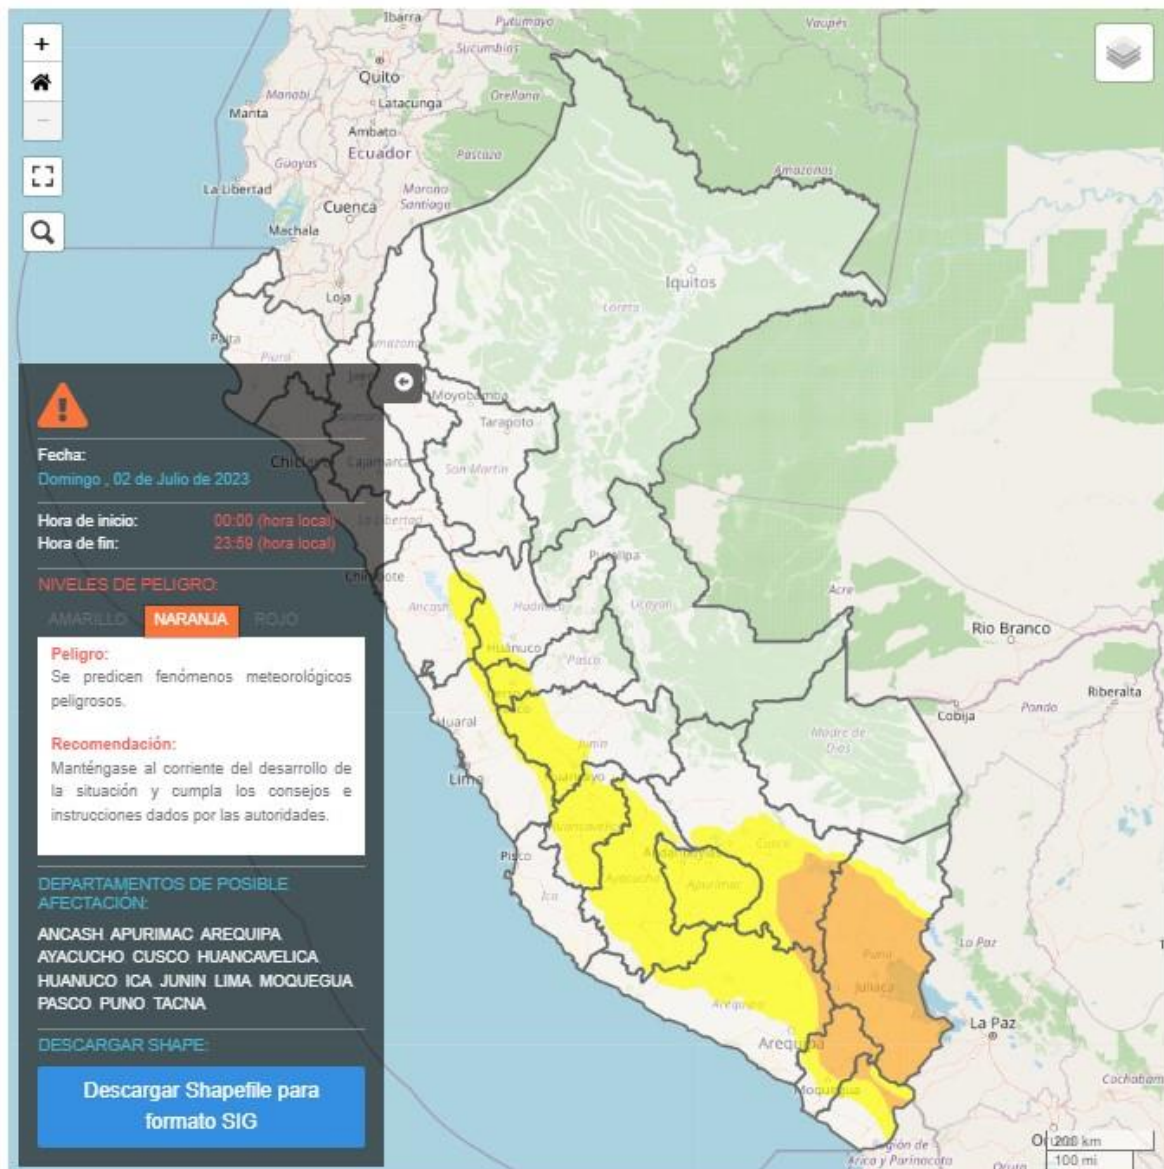 +
−
Ibarra
Putumayo
Vaupés
Sucumbíos
Quito
Orellana
Manabí
Latacunga
Manta
Ambato
Ecuador
Pastaza
Guayas
Amazonas
La Libertad
Morona
Santiago
Cuenca
Machala
Iquitos
Loja
Loreto
Paita
Piura
Moyobamba
Tarapoto
Cajamarca
San Martín
La Libertad
Fecha:
Domingo , 02 de Julio de 2023
Hora de inicio: 00:00 (hora local)
Hora de fin: 23:59 (hora local)
NIVELES DE PELIGRO:
AMARILLO NARANJA ROJO
Peligro:
Se predicen fenómenos meteorológicos
peligrosos.
Recomendación:
Manténgase al corriente del desarrollo de
la situación y cumpla los consejos e
instrucciones dados por las autoridades.
DEPARTAMENTOS DE POSIBLE
AFECTACIÓN:
ANCASH APURIMAC AREQUIPA
AYACUCHO CUSCO HUANCAVELICA
HUANUCO ICA JUNIN LIMA MOQUEGUA
PASCO PUNO TACNA
DESCARGAR SHAPE:
Descargar Shapefile para
formato SIG
Pucallpa
Acre
Ancash
Huánuco
Ucayali
Rio Branco
Huánuco
Pasco
Riberalta
Pando
Cobija
Huaral
Madre de
Dios
Junín
Lima
Huancayo
Huancavelica
Andahuaylas
Cusco
Pisco
Ayacucho
Apurímac
Ica
La Paz
Puno
Juliaca
Arequipa
La Paz
Arequipa
Moquegua
Cochabam
Región de
Arica y Parinacota
200 km
100 mi
Oruro